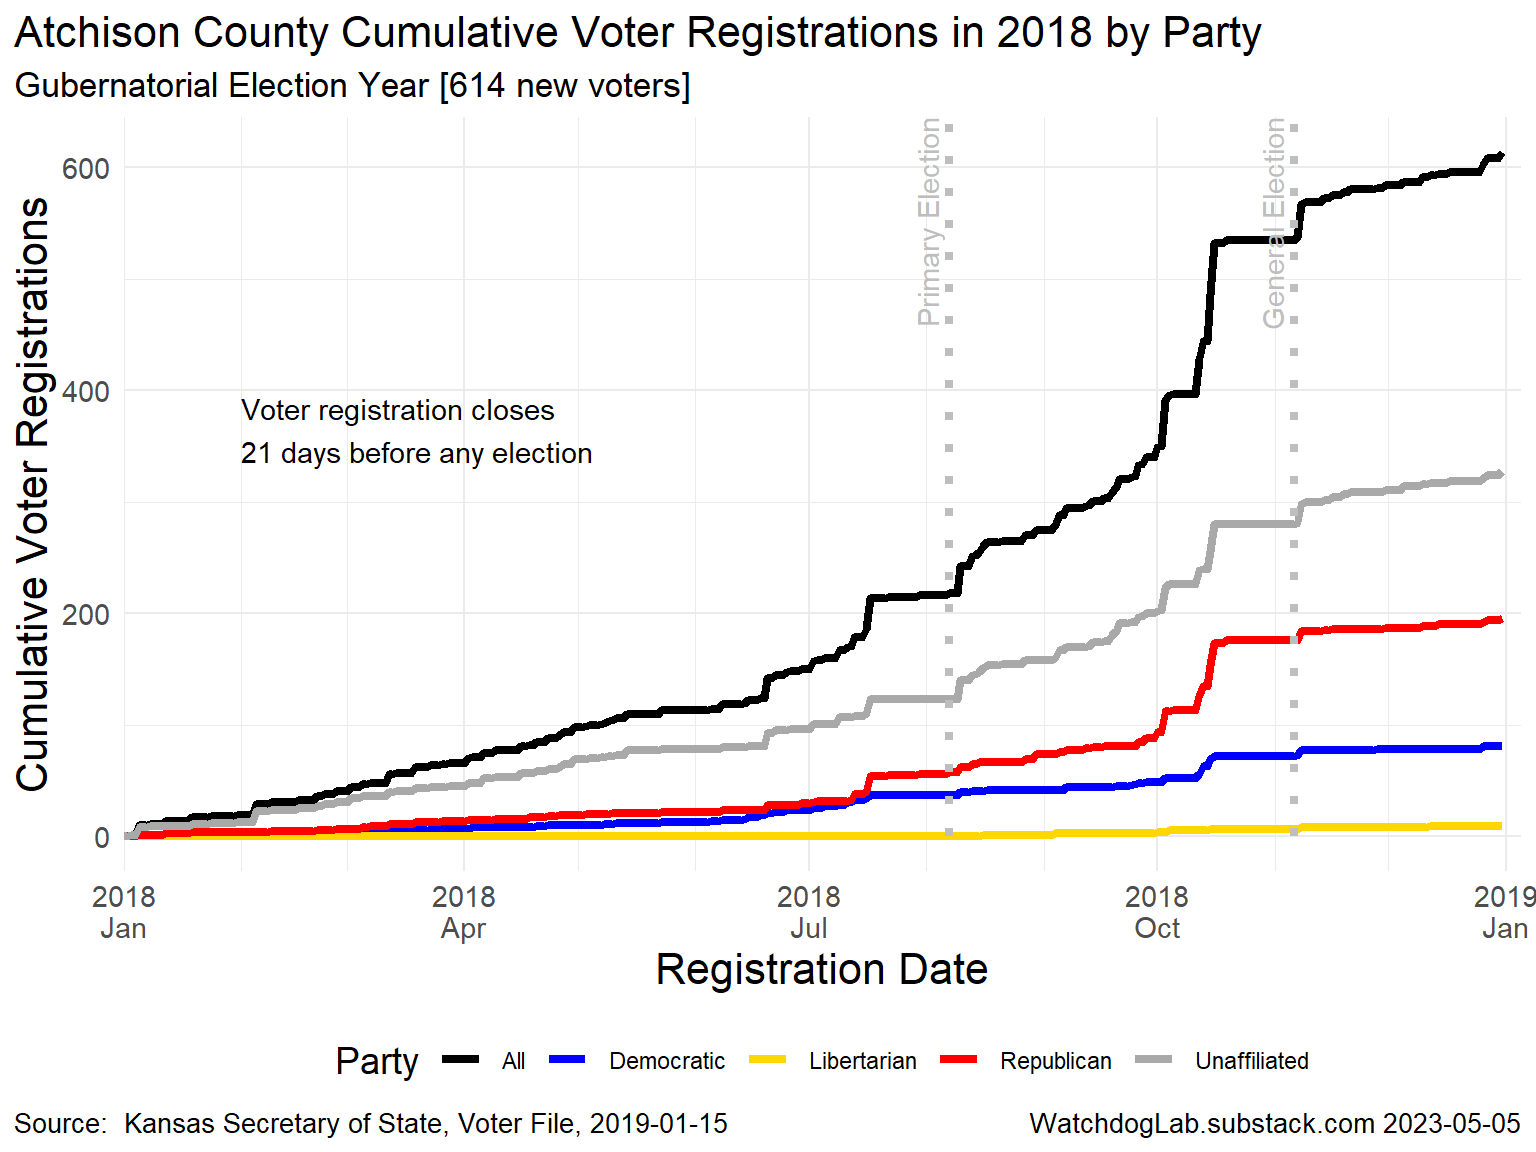 Atchison County Cumulative Voter Registrations in 2018 by Party
Gubernatorial Election Year [614 new voters]
Cumulative Voter Registrations
600
400
200
0
Primary Election
General Election
Voter registration closes
21 days before any election
2018
Jan
2018
Apr
2018
Jul
2018
Oct
2019
Jan
Registration Date
Party All Democratic Libertarian Republican Unaffiliated
Source:  Kansas Secretary of State, Voter File, 2019-01-15
WatchdogLab.substack.com 2023-05-05